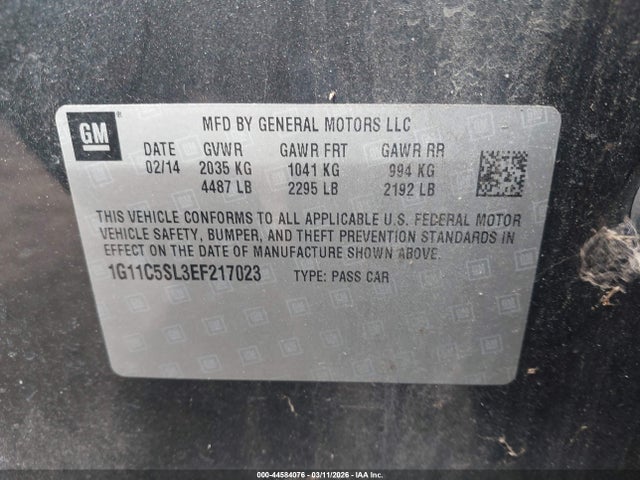 GM
MFD BY GENERAL MOTORS LLC
DATE GVWR GAWR FRT GAWR RR
02/14 2035 KG 1041 KG 994 KG
4487 LB 2295 LB 2192 LB
THIS VEHICLE CONFORMS TO ALL APPLICABLE U.S. FEDERAL MOTOR
VEHICLE SAFETY, BUMPER, AND THEFT PREVENTION STANDARDS IN
EFFECT ON THE DATE OF MANUFACTURE SHOWN ABOVE.
1G11C5SL3EF217023 TYPE: PASS CAR
000-44584076 | 03/11/2026 | IAA Inc.